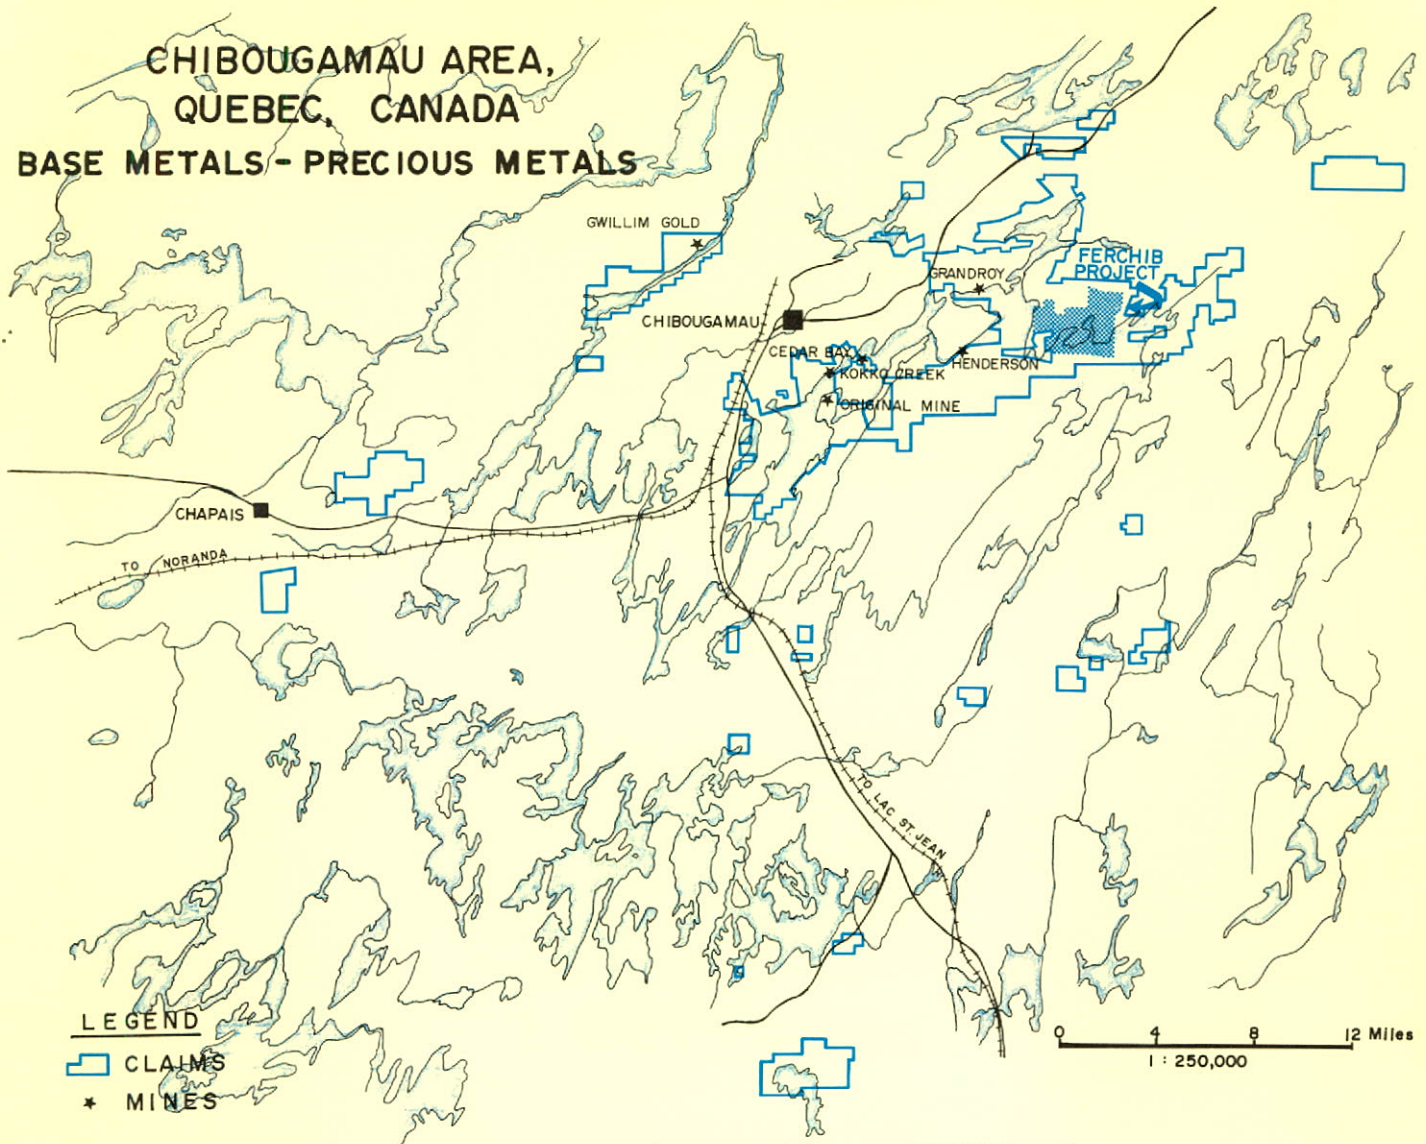 CHIBOUGAMAU AREA,
QUEBEC, CANADA
BASE METALS - PRECIOUS METALS
GWILLIM GOLD
FERCHIB
PROJECT
GRANDROY
CHIBOUGAMAU
CEDAR BAY
HENDERSON
KOKKO CREEK
ORIGINAL MINE
CHAPAIS
TO NORANDA
TO LAC ST. JEAN
LEGEND
CLAIMS
MINES
0 4 8 12 Miles
1 : 250,000